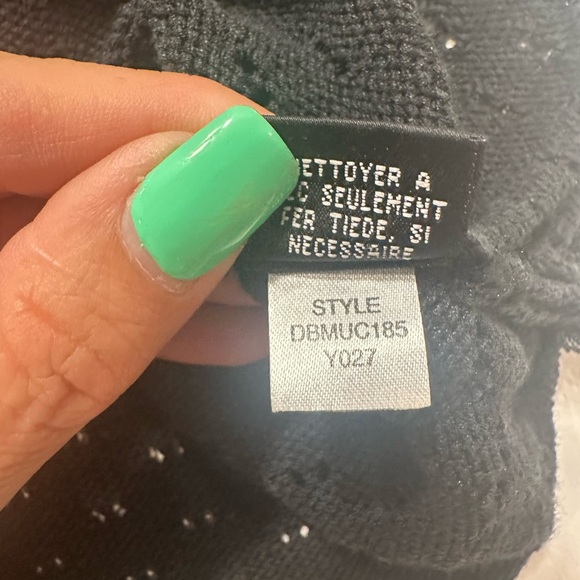 NETTOYER A
SEC SEULEMENT
FER TIEDE, SI
NECESSAIRE
STYLE
DBMUC185
Y027